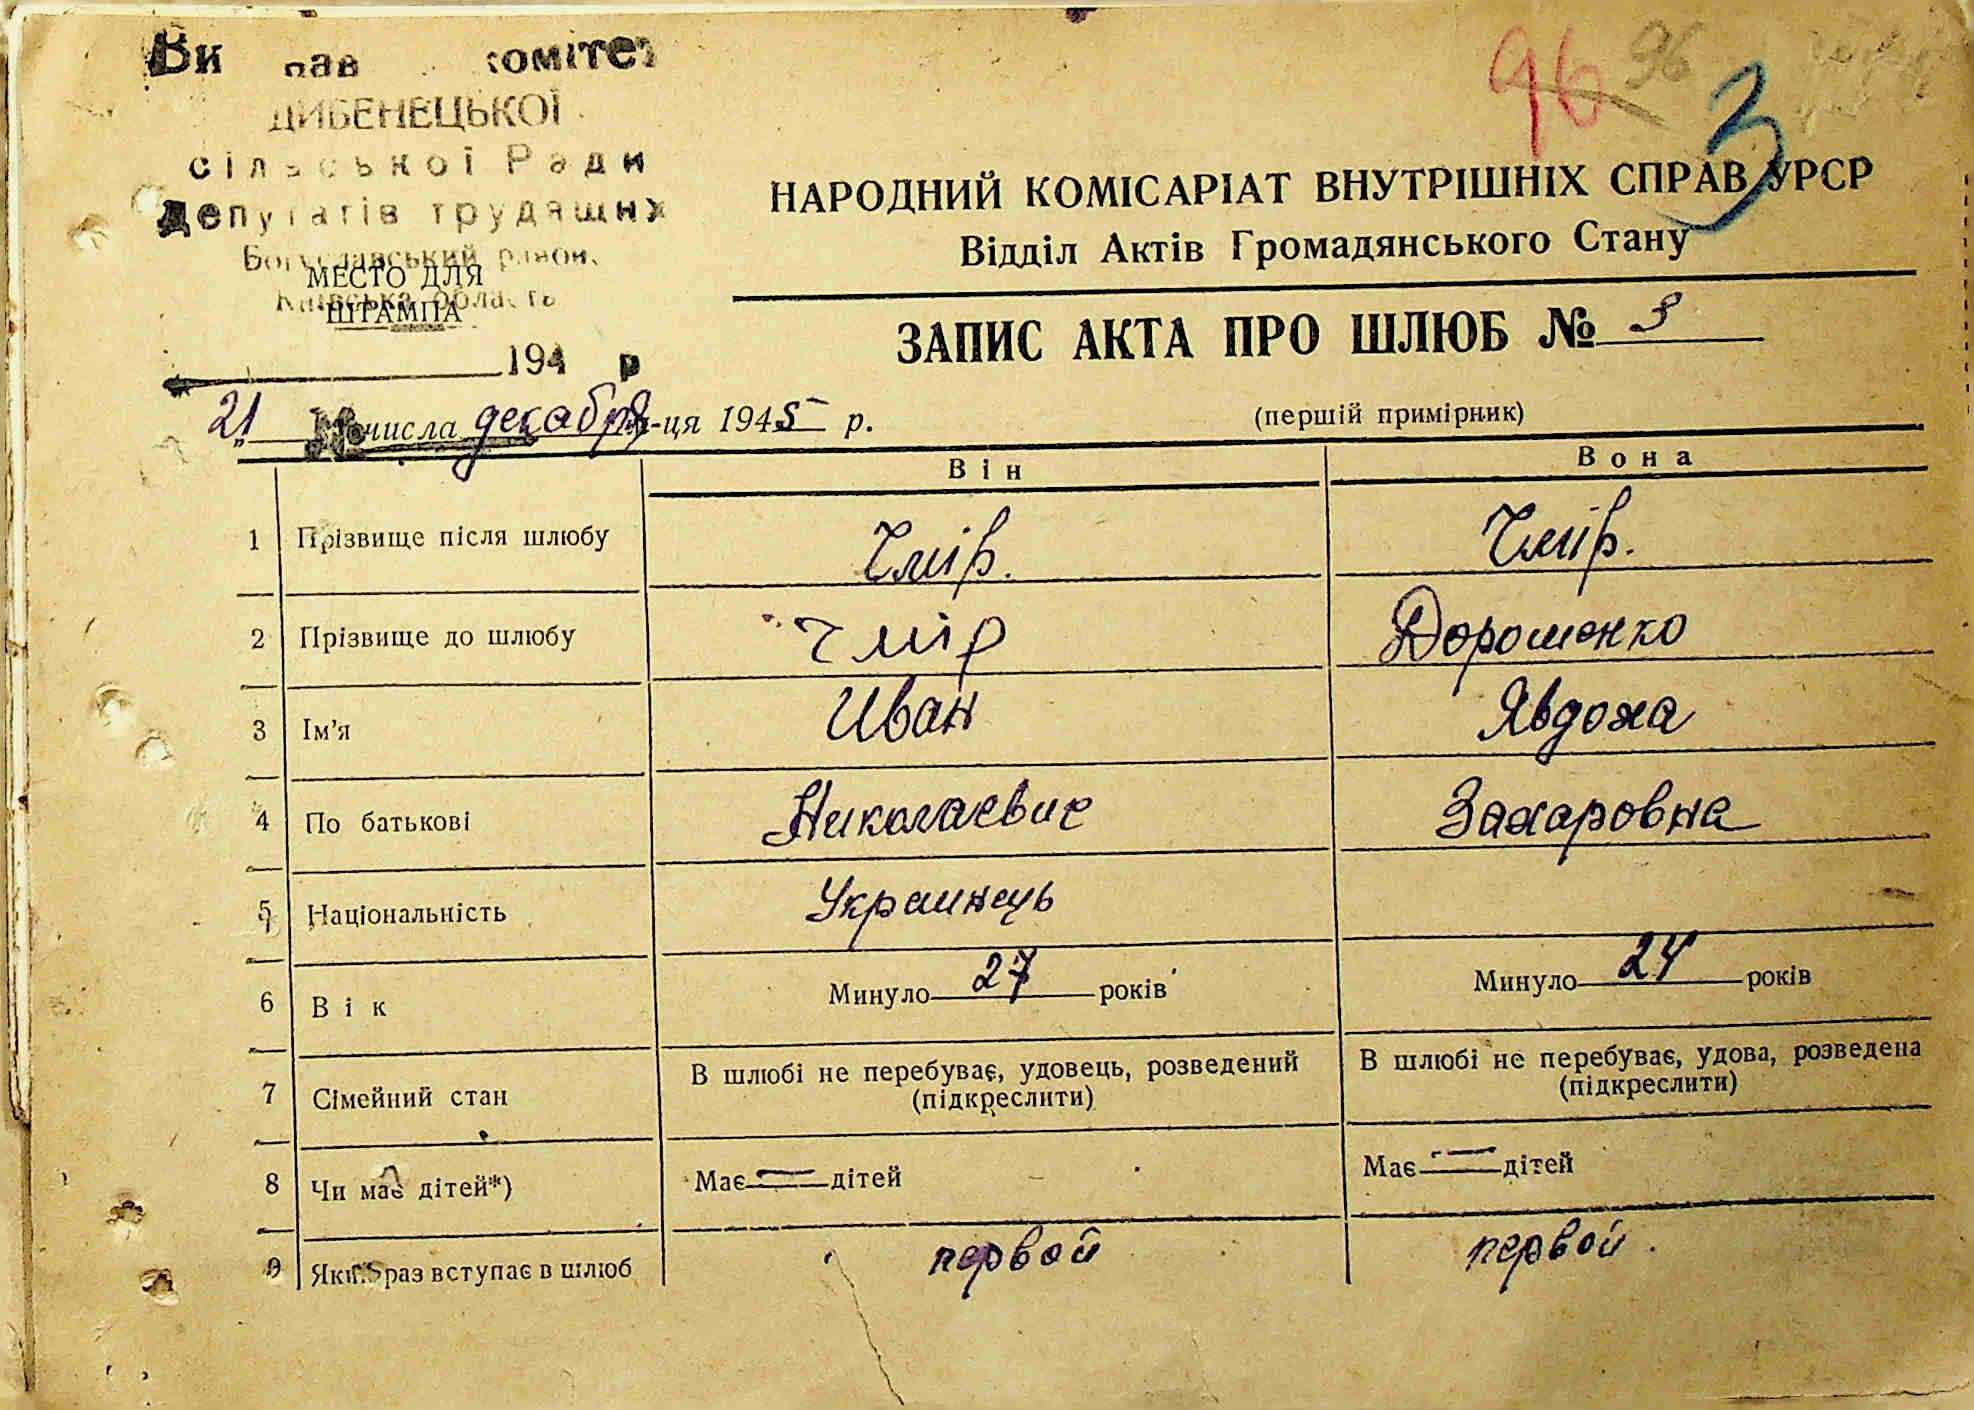 96 96 3
Ви нав комітет
ДИБЕНЕЦЬКОЇ
сільської Ради
Депутатів трудящих
Богуславський район,
Київська область
МЕСТО ДЛЯ
ШТАМПА
194 р
НАРОДНИЙ КОМІСАРІАТ ВНУТРІШНІХ СПРАВ УРСР
Відділ Актів Громадянського Стану
ЗАПИС АКТА ПРО ШЛЮБ № 3
21 числа декабря м-ця 1945 р.
(перший примірник)
Він Вона
1 Прізвище після шлюбу Чмір. Чмір.
2 Прізвище до шлюбу Чмір Дорошенко
3 Ім'я Иван Явдоха
4 По батькові Николаевич Захаровна
5 Національність Украинець
6 Вік Минуло 27 років Минуло 24 років
7 Сімейний стан В шлюбі не перебуває, удовець, розведений (підкреслити) В шлюбі не перебуває, удова, розведена (підкреслити)
8 Чи має дітей*) Має — дітей Має — дітей
9 Який раз вступає в шлюб первой первой.